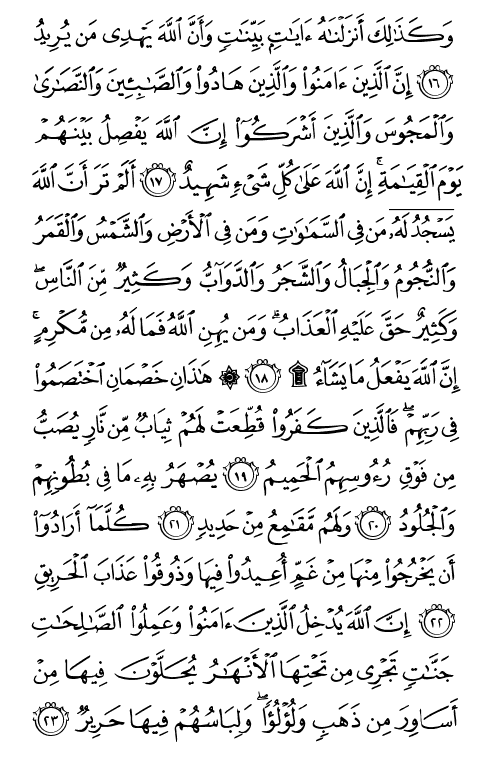 وَكَذَٰلِكَ أَنزَلْنَٰهُ ءَايَٰتِۭ بَيِّنَٰتٍ وَأَنَّ ٱللَّهَ يَهْدِى مَن يُرِيدُ
١٦ إِنَّ ٱلَّذِينَ ءَامَنُوا۟ وَٱلَّذِينَ هَادُوا۟ وَٱلصَّٰبِـِٔينَ وَٱلنَّصَٰرَىٰ
وَٱلْمَجُوسَ وَٱلَّذِينَ أَشْرَكُوٓا۟ إِنَّ ٱللَّهَ يَفْصِلُ بَيْنَهُمْ
يَوْمَ ٱلْقِيَٰمَةِ ۚ إِنَّ ٱللَّهَ عَلَىٰ كُلِّ شَىْءٍ شَهِيدٌ ١٧ أَلَمْ تَرَ أَنَّ ٱللَّهَ
يَسْجُدُ لَهُۥ مَن فِى ٱلسَّمَٰوَٰتِ وَمَن فِى ٱلْأَرْضِ وَٱلشَّمْسُ وَٱلْقَمَرُ
وَٱلنُّجُومُ وَٱلْجِبَالُ وَٱلشَّجَرُ وَٱلدَّوَآبُّ وَكَثِيرٌ مِّنَ ٱلنَّاسِ ۖ
وَكَثِيرٌ حَقَّ عَلَيْهِ ٱلْعَذَابُ ۗ وَمَن يُهِنِ ٱللَّهُ فَمَا لَهُۥ مِن مُّكْرِمٍ ۚ
إِنَّ ٱللَّهَ يَفْعَلُ مَا يَشَآءُ ۩ ١٨ ۞ هَٰذَانِ خَصْمَانِ ٱخْتَصَمُوا۟
فِى رَبِّهِمْ ۖ فَٱلَّذِينَ كَفَرُوا۟ قُطِّعَتْ لَهُمْ ثِيَابٌ مِّن نَّارٍ يُصَبُّ
مِن فَوْقِ رُءُوسِهِمُ ٱلْحَمِيمُ ١٩ يُصْهَرُ بِهِۦ مَا فِى بُطُونِهِمْ
وَٱلْجُلُودُ ٢٠ وَلَهُم مَّقَٰمِعُ مِنْ حَدِيدٍ ٢١ كُلَّمَآ أَرَادُوٓا۟
أَن يَخْرُجُوا۟ مِنْهَا مِنْ غَمٍّ أُعِيدُوا۟ فِيهَا وَذُوقُوا۟ عَذَابَ ٱلْحَرِيقِ
٢٢ إِنَّ ٱللَّهَ يُدْخِلُ ٱلَّذِينَ ءَامَنُوا۟ وَعَمِلُوا۟ ٱلصَّٰلِحَٰتِ
جَنَّٰتٍ تَجْرِى مِن تَحْتِهَا ٱلْأَنْهَٰرُ يُحَلَّوْنَ فِيهَا مِنْ
أَسَاوِرَ مِن ذَهَبٍ وَلُؤْلُؤًا ۖ وَلِبَاسُهُمْ فِيهَا حَرِيرٌ ٢٣